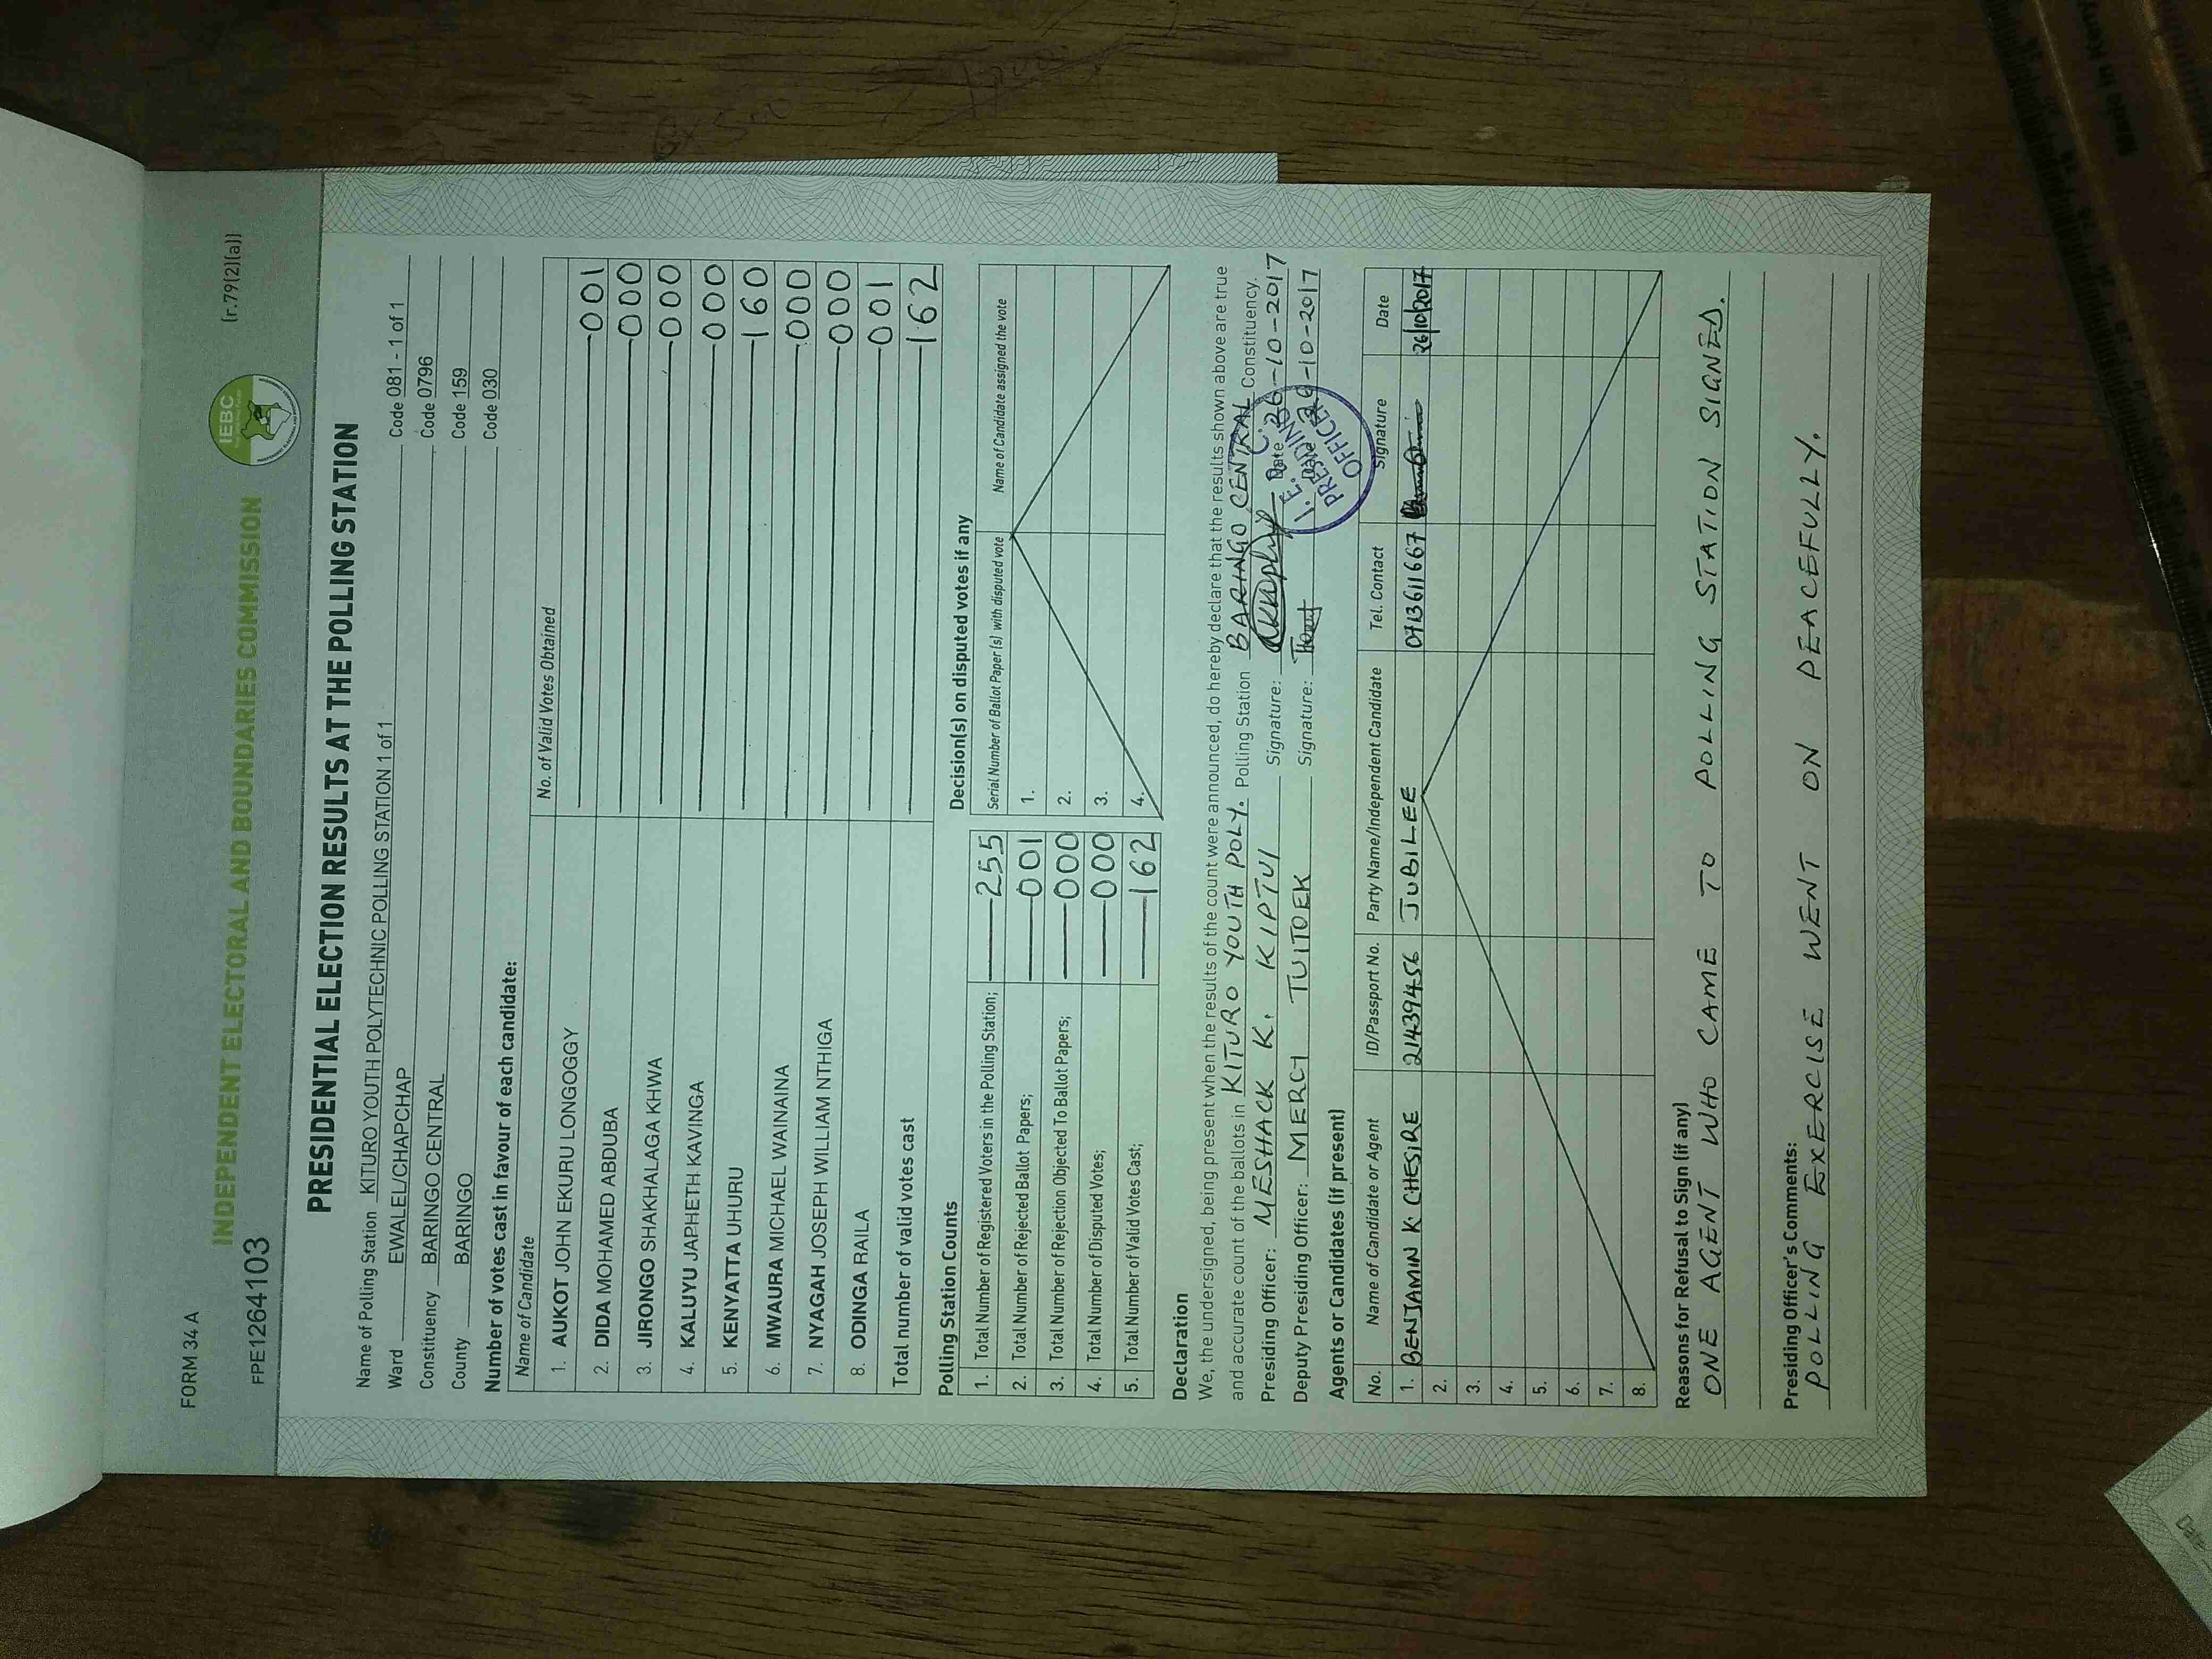 FORM 34 A
(r.79(2)(a))
INDEPENDENT ELECTORAL AND BOUNDARIES COMMISSION
IEBC
FPE1264103
PRESIDENTIAL ELECTION RESULTS AT THE POLLING STATION
Name of Polling Station KITURO YOUTH POLYTECHNIC POLLING STATION 1 of 1 Code 081 - 1 of 1
Ward EWALEL/CHAPCHAP Code 0796
Constituency BARINGO CENTRAL Code 159
County BARINGO Code 030
Number of votes cast in favour of each candidate:
Name of Candidate No. of Valid Votes Obtained
1. AUKOT JOHN EKURU LONGOGGY 001
2. DIDA MOHAMED ABDUBA 000
3. JIRONGO SHAKHALAGA KHWA 000
4. KALUYU JAPHETH KAVINGA 000
5. KENYATTA UHURU 160
6. MWAURA MICHAEL WAINAINA 000
7. NYAGAH JOSEPH WILLIAM NTHIGA 000
8. ODINGA RAILA 001
Total number of valid votes cast 162
Polling Station Counts
1. Total Number of Registered Voters in the Polling Station; 255
2. Total Number of Rejected Ballot Papers; 001
3. Total Number of Rejection Objected To Ballot Papers; 000
4. Total Number of Disputed Votes; 000
5. Total Number of Valid Votes Cast; 162
Decision(s) on disputed votes if any
Serial Number of Ballot Paper (s) with disputed vote Name of Candidate assigned the vote
1.
2.
3.
4.
Declaration
We, the undersigned, being present when the results of the count were announced, do hereby declare that the results shown above are true
and accurate count of the ballots in KITURO YOUTH POLY. Polling Station BARINGO CENTRAL Constituency.
Presiding Officer: MESHACK K. KIPTUI Signature: Date 26-10-2017
Deputy Presiding Officer: MERCY TUITOEK Signature: Date 26-10-2017
I. E. B. C.
PRESIDING
OFFICER
Agents or Candidates (if present)
No. Name of Candidate or Agent ID/Passport No. Party Name/Independent Candidate Tel. Contact Signature Date
1. BENJAMIN K CHESIRE 21439456 JUBILEE 0713611667 26/10/2017
2.
3.
4.
5.
6.
7.
8.
Reasons for Refusal to Sign (if any)
ONE AGENT WHO CAME TO POLLING STATION SIGNED.
Presiding Officer's Comments:
POLLING EXERCISE WENT ON PEACEFULLY.